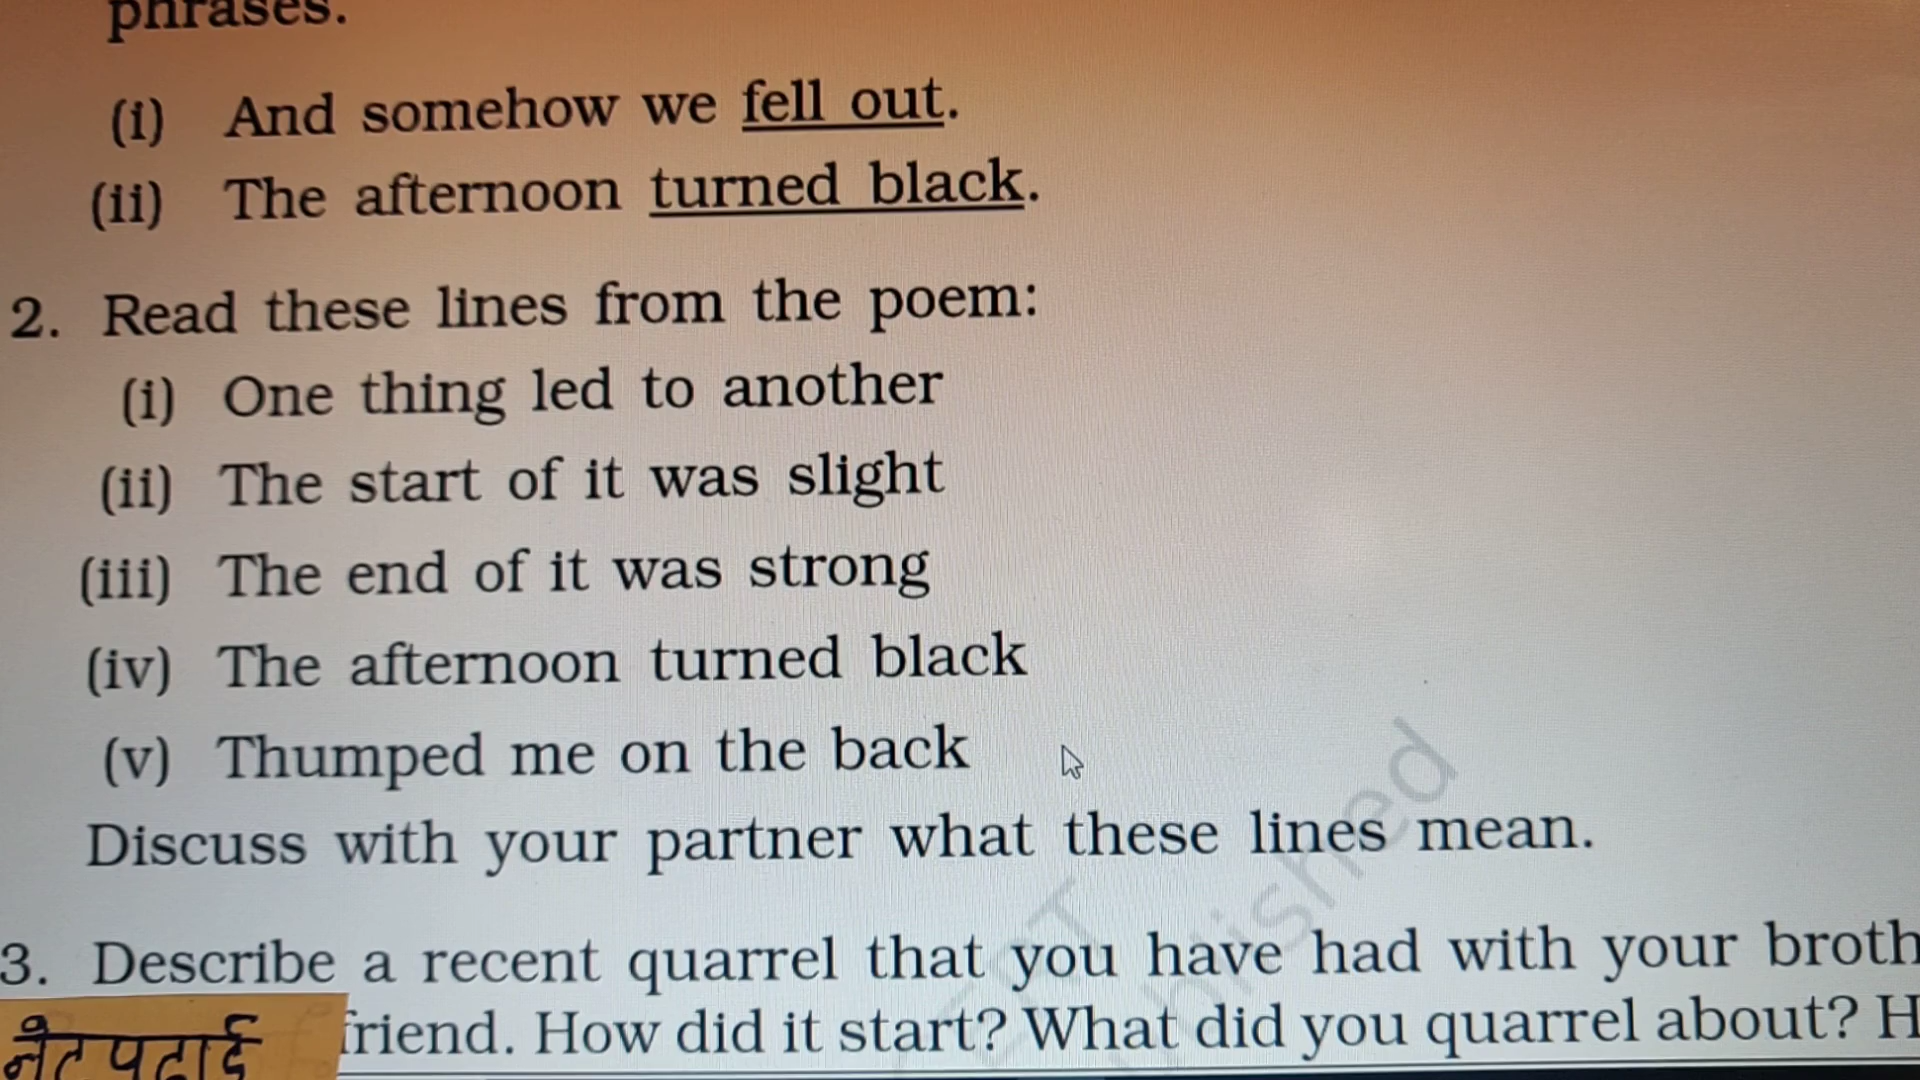 phrases.
(i) And somehow we fell out.
(ii) The afternoon turned black.
2. Read these lines from the poem:
(i) One thing led to another
(ii) The start of it was slight
(iii) The end of it was strong
(iv) The afternoon turned black
(v) Thumped me on the back
Discuss with your partner what these lines mean.
3. Describe a recent quarrel that you have had with your broth
friend. How did it start? What did you quarrel about? H
नेट पढाई